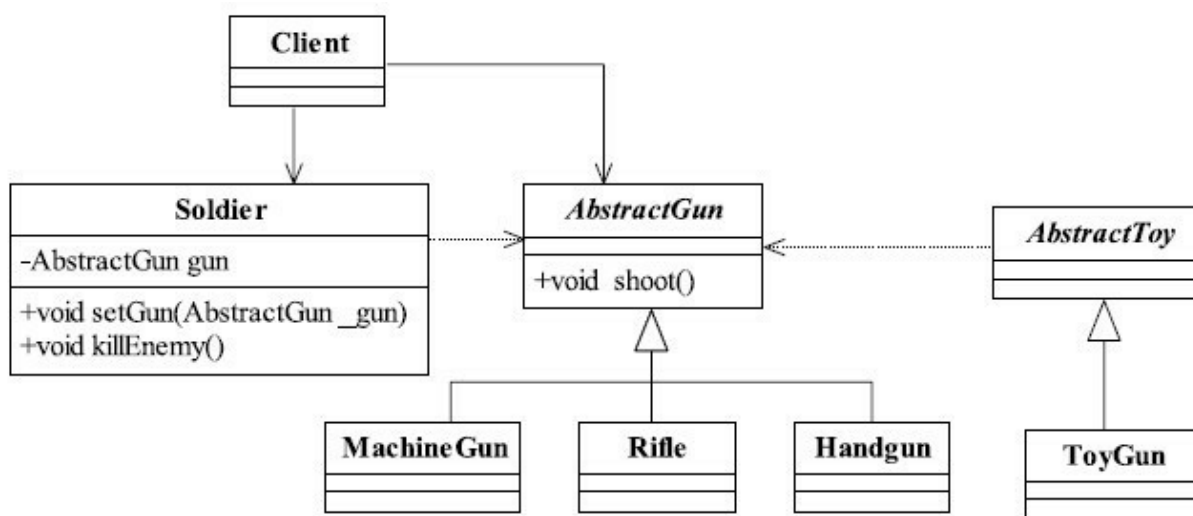 Client
Soldier
-AbstractGun gun
+void setGun(AbstractGun _gun)
+void killEnemy()
AbstractGun
+void shoot()
AbstractToy
MachineGun
Rifle
Handgun
ToyGun